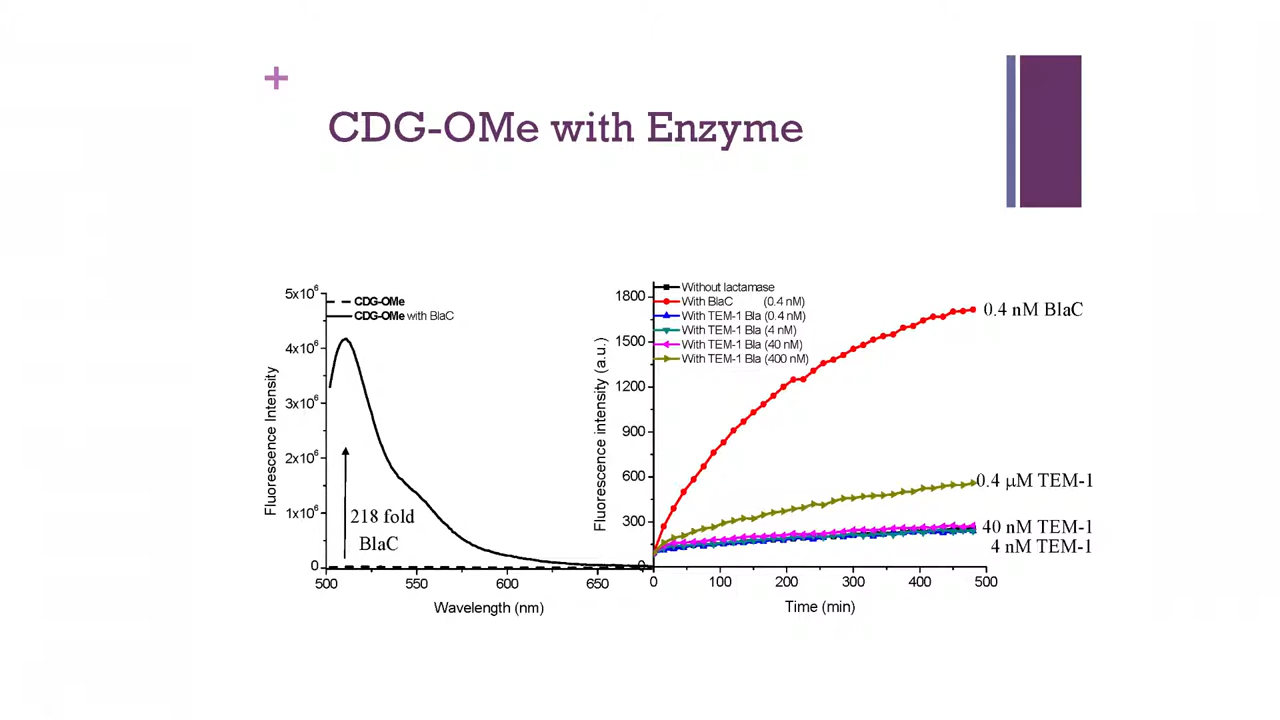 +
CDG-OMe with Enzyme
5x10⁶
4x10⁶
3x10⁶
2x10⁶
1x10⁶
0
Fluorescence Intensity
CDG-OMe
CDG-OMe with BlaC
218 fold
BlaC
500 550 600 650
Wavelength (nm)
1800
1500
1200
900
600
300
0
Fluorescence intensity (a.u.)
Without lactamase
With BlaC (0.4 nM)
With TEM-1 Bla (0.4 nM)
With TEM-1 Bla (4 nM)
With TEM-1 Bla (40 nM)
With TEM-1 Bla (400 nM)
0.4 nM BlaC
0.4 μM TEM-1
40 nM TEM-1
4 nM TEM-1
0 100 200 300 400 500
Time (min)